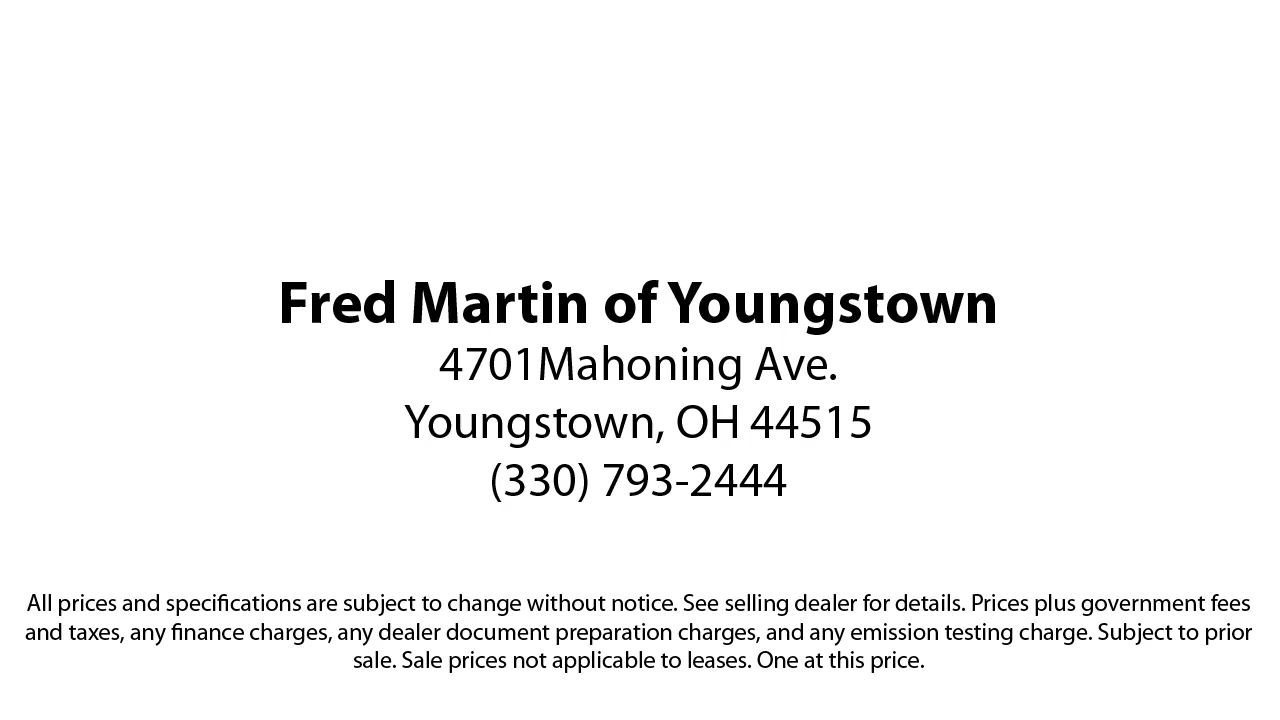 Fred Martin of Youngstown
4701Mahoning Ave.
Youngstown, OH 44515
(330) 793-2444
All prices and specifications are subject to change without notice. See selling dealer for details. Prices plus government fees
and taxes, any finance charges, any dealer document preparation charges, and any emission testing charge. Subject to prior
sale. Sale prices not applicable to leases. One at this price.